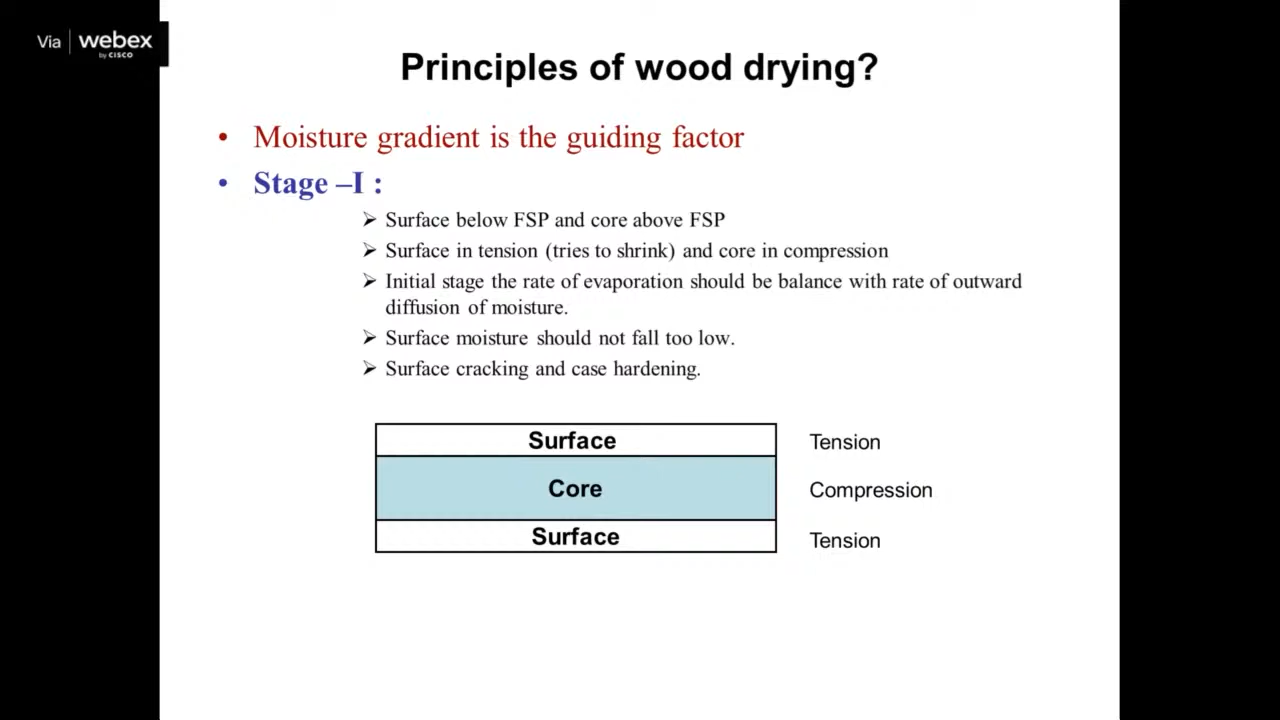 Via webex
by CISCO
Principles of wood drying?
• Moisture gradient is the guiding factor
• Stage –I :
➢ Surface below FSP and core above FSP
➢ Surface in tension (tries to shrink) and core in compression
➢ Initial stage the rate of evaporation should be balance with rate of outward
diffusion of moisture.
➢ Surface moisture should not fall too low.
➢ Surface cracking and case hardening.
Surface Tension
Core Compression
Surface Tension